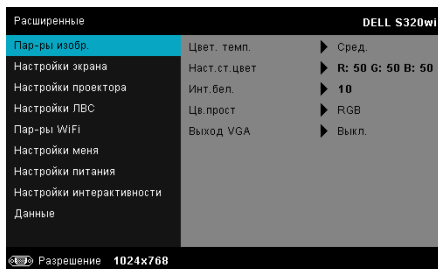 Расширенные DELL S320wi
Пар-ры изобр. Цвет. темп. Сред.
Настройки экрана Наст.ст.цвет R: 50 G: 50 B: 50
Настройки проектора Инт.бел. 10
Настройки ЛВС Цв.прост RGB
Пар-ры WiFi Выход VGA Выкл.
Настройки меня
Настройки питания
Настройки интерактивности
Данные
Разрешение 1024x768